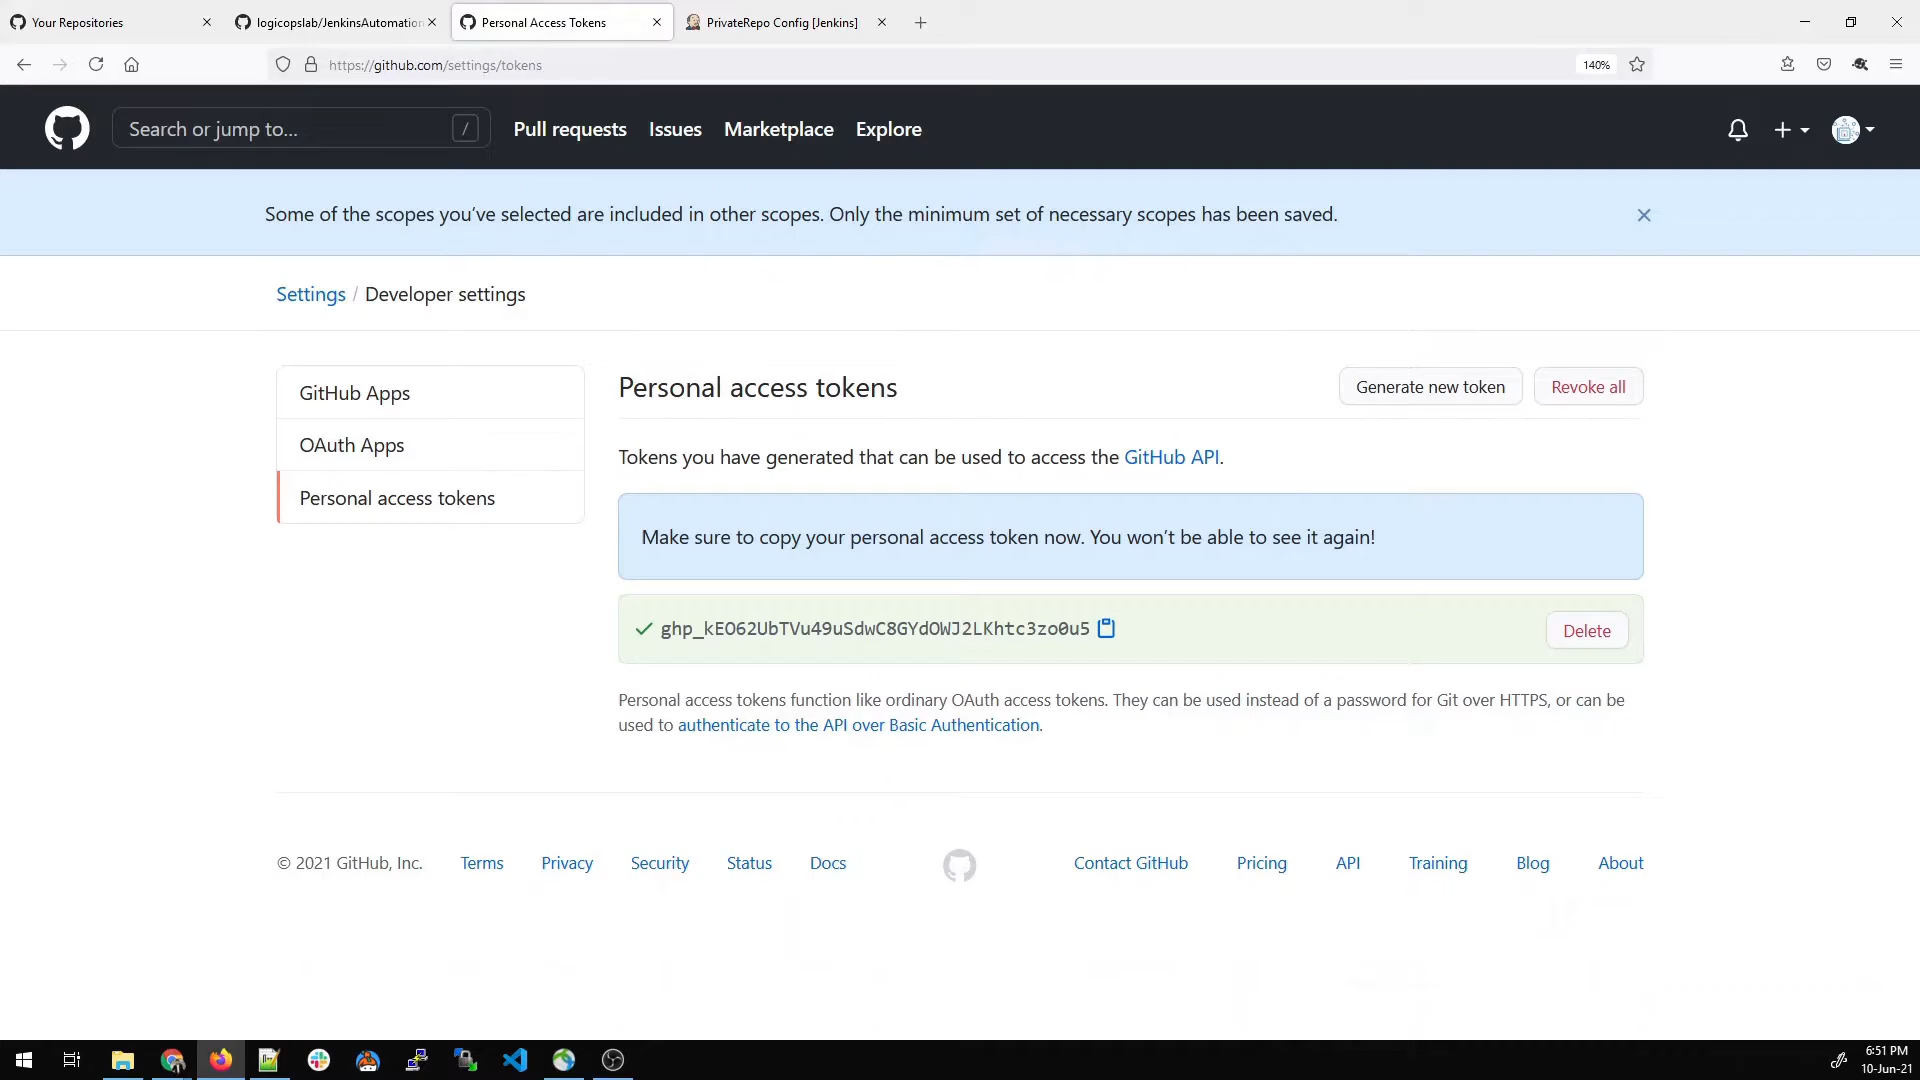 Your Repositories
logicopslab/JenkinsAutomation
Personal Access Tokens
PrivateRepo Config [Jenkins]
https://github.com/settings/tokens
140%
Search or jump to...
/
Pull requests
Issues
Marketplace
Explore
Some of the scopes you've selected are included in other scopes. Only the minimum set of necessary scopes has been saved.
Settings / Developer settings
GitHub Apps
OAuth Apps
Personal access tokens
Personal access tokens
Generate new token
Revoke all
Tokens you have generated that can be used to access the GitHub API.
Make sure to copy your personal access token now. You won't be able to see it again!
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
Delete
Personal access tokens function like ordinary OAuth access tokens. They can be used instead of a password for Git over HTTPS, or can be
used to authenticate to the API over Basic Authentication.
© 2021 GitHub, Inc.
Terms
Privacy
Security
Status
Docs
Contact GitHub
Pricing
API
Training
Blog
About
6:51 PM
10-Jun-21